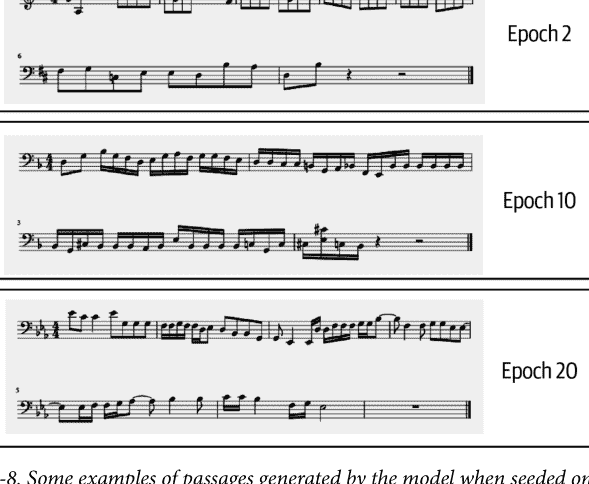 Epoch 2
6
Epoch 10
3
Epoch 20
5
-8. Some examples of passages generated by the model when seeded on